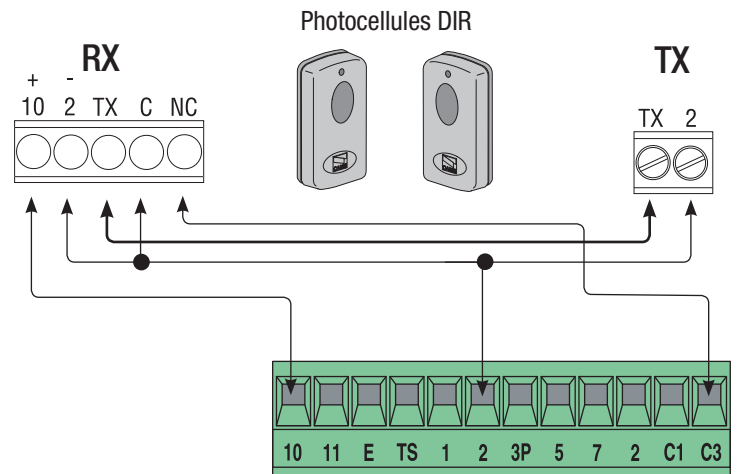 Photocellules DIR
RX
TX
+ -
10 2 TX C NC
TX 2
10 11 E TS 1 2 3P 5 7 2 C1 C3